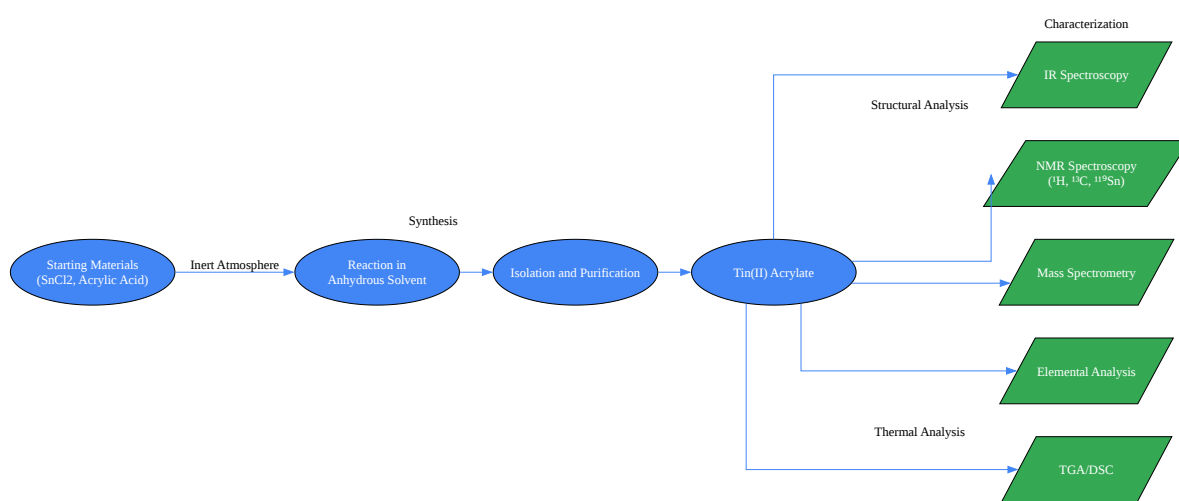 Characterization
IR Spectroscopy
Structural Analysis
NMR Spectroscopy
(¹H, ¹³C, ¹¹⁹Sn)
Synthesis
Starting Materials
(SnCl2, Acrylic Acid)
Inert Atmosphere
Reaction in
Anhydrous Solvent
Isolation and Purification
Tin(II) Acrylate
Mass Spectrometry
Elemental Analysis
Thermal Analysis
TGA/DSC